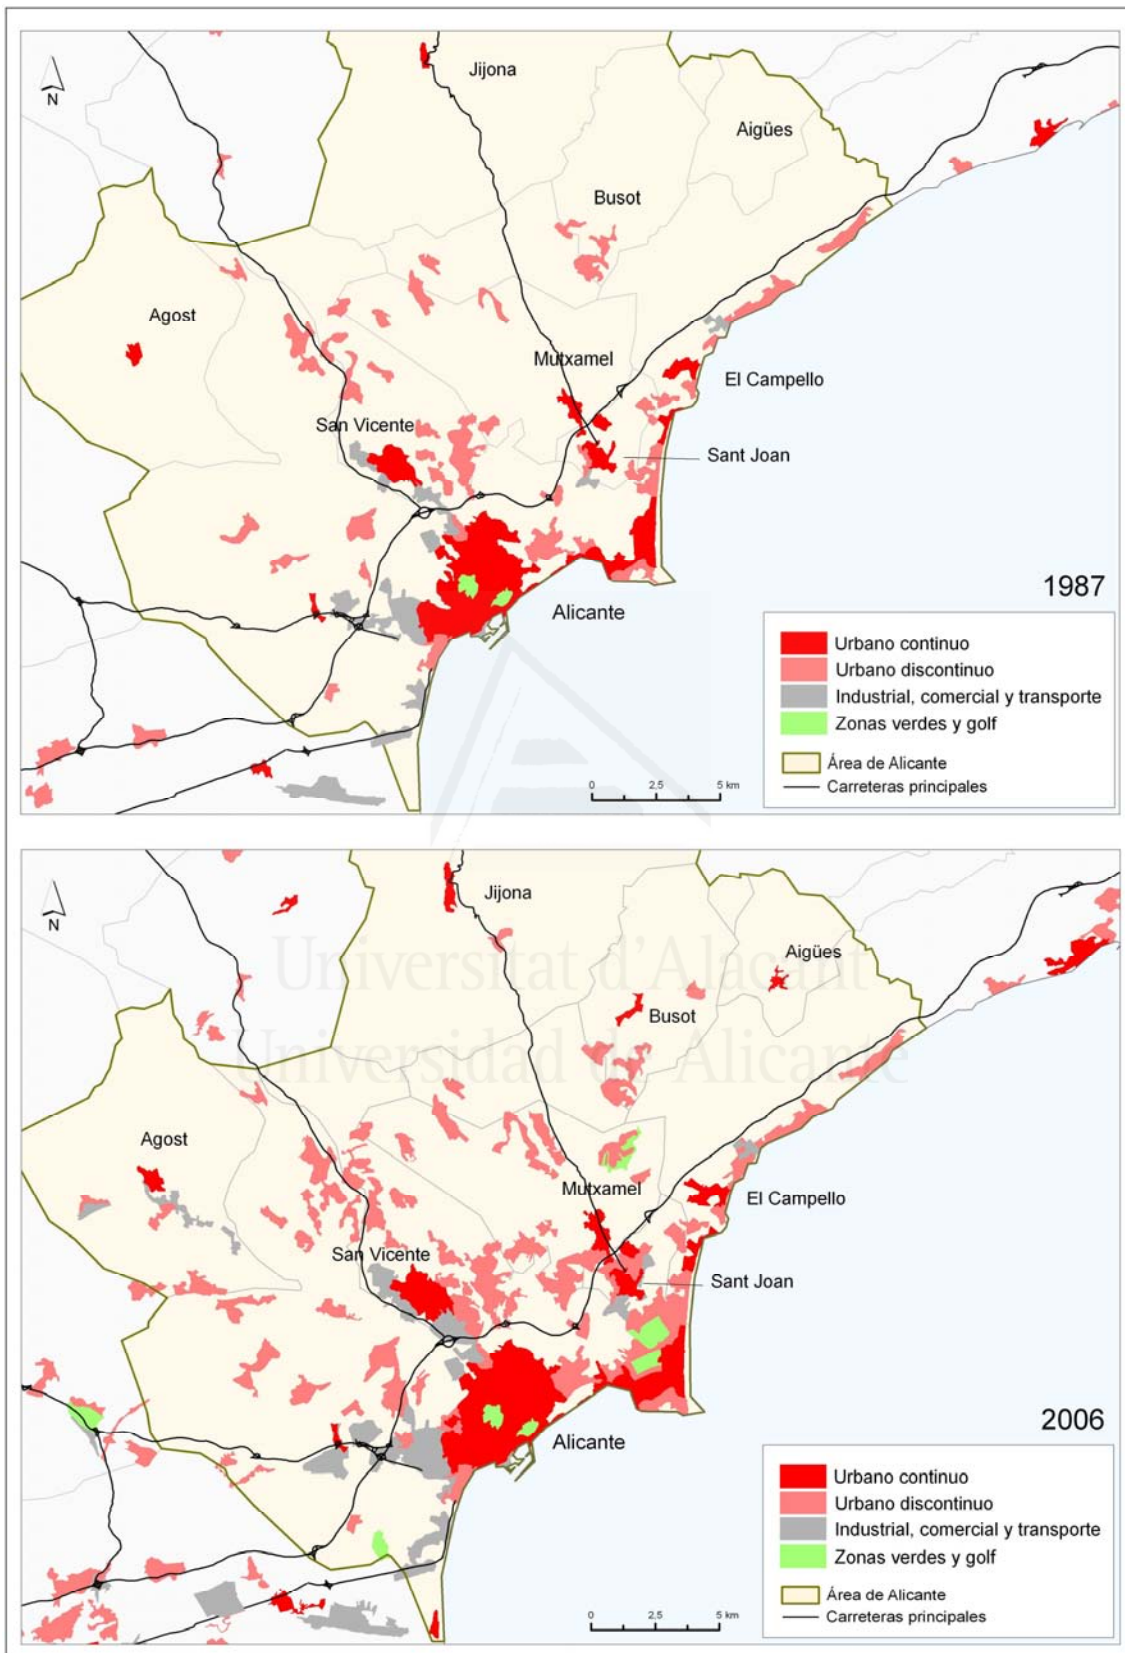 N
Jijona
Aigües
Busot
Agost
Mutxamel
El Campello
San Vicente
Sant Joan
Alicante
1987
Urbano continuo
Urbano discontinuo
Industrial, comercial y transporte
Zonas verdes y golf
Área de Alicante
Carreteras principales
0 2.5 5 km
N
Jijona
Aigües
Universitat d'Alacant
Busot
Universidad de Alicante
Agost
Mutxamel
El Campello
San Vicente
Sant Joan
Alicante
2006
Urbano continuo
Urbano discontinuo
Industrial, comercial y transporte
Zonas verdes y golf
Área de Alicante
Carreteras principales
0 2.5 5 km